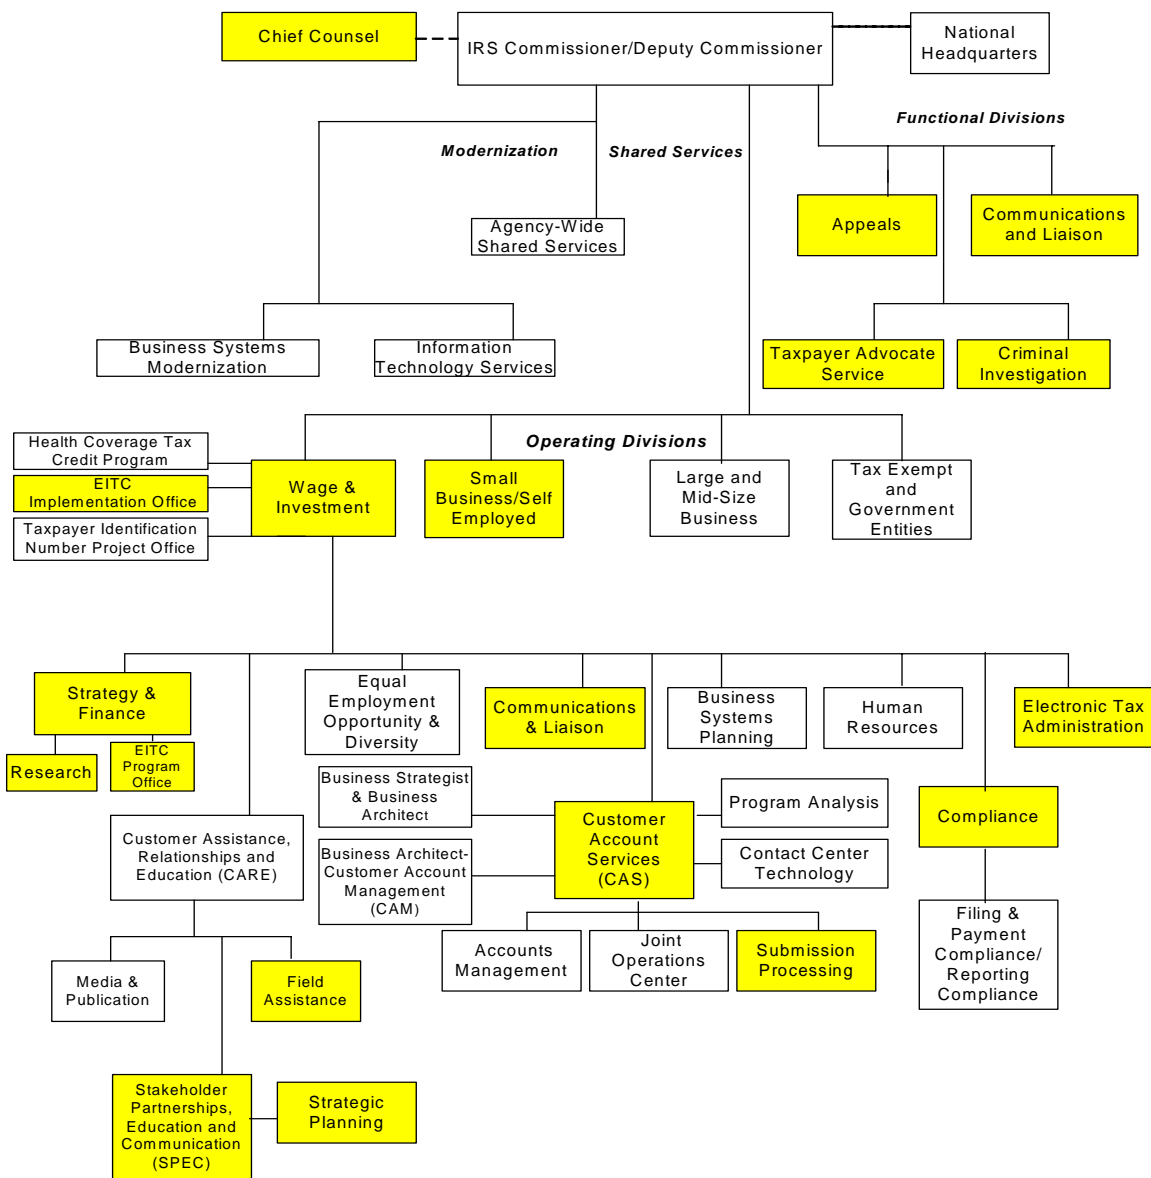 Chief Counsel
IRS Commissioner/Deputy Commissioner
National
Headquarters
Functional Divisions
Modernization
Shared Services
Appeals
Communications
and Liaison
Agency-Wide
Shared Services
Business Systems
Modernization
Information
Technology Services
Taxpayer Advocate
Service
Criminal
Investigation
Operating Divisions
Health Coverage Tax
Credit Program
EITC
Implementation Office
Taxpayer Identification
Number Project Office
Wage &
Investment
Small
Business/Self
Employed
Large and
Mid-Size
Business
Tax Exempt
and
Government
Entities
Strategy &
Finance
Equal
Employment
Opportunity &
Diversity
Communications
& Liaison
Business
Systems
Planning
Human
Resources
Electronic Tax
Administration
Research
EITC
Program
Office
Business Strategist
& Business
Architect
Customer
Account
Services
(CAS)
Program Analysis
Compliance
Customer Assistance,
Relationships and
Education (CARE)
Business Architect-
Customer Account
Management
(CAM)
Contact Center
Technology
Accounts
Management
Joint
Operations
Center
Submission
Processing
Filing &
Payment
Compliance/
Reporting
Compliance
Media &
Publication
Field
Assistance
Stakeholder
Partnerships,
Education and
Communication
(SPEC)
Strategic
Planning